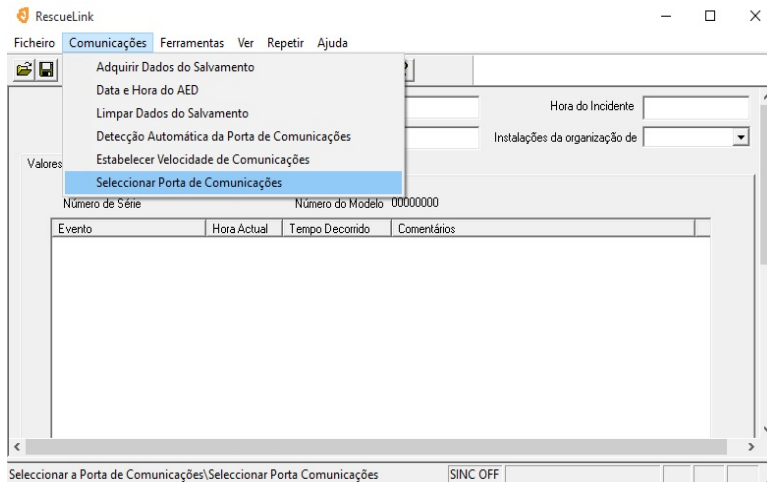 RescueLink
Ficheiro Comunicações Ferramentas Ver Repetir Ajuda
Adquirir Dados do Salvamento
Data e Hora do AED
Limpar Dados do Salvamento
Detecção Automática da Porta de Comunicações
Estabelecer Velocidade de Comunicações
Seleccionar Porta de Comunicações
Hora do Incidente
Instalações da organização de
Valores
Número de Série Número do Modelo 00000000
Evento Hora Actual Tempo Decorrido Comentários
Seleccionar a Porta de Comunicações\Seleccionar Porta Comunicações SINC OFF